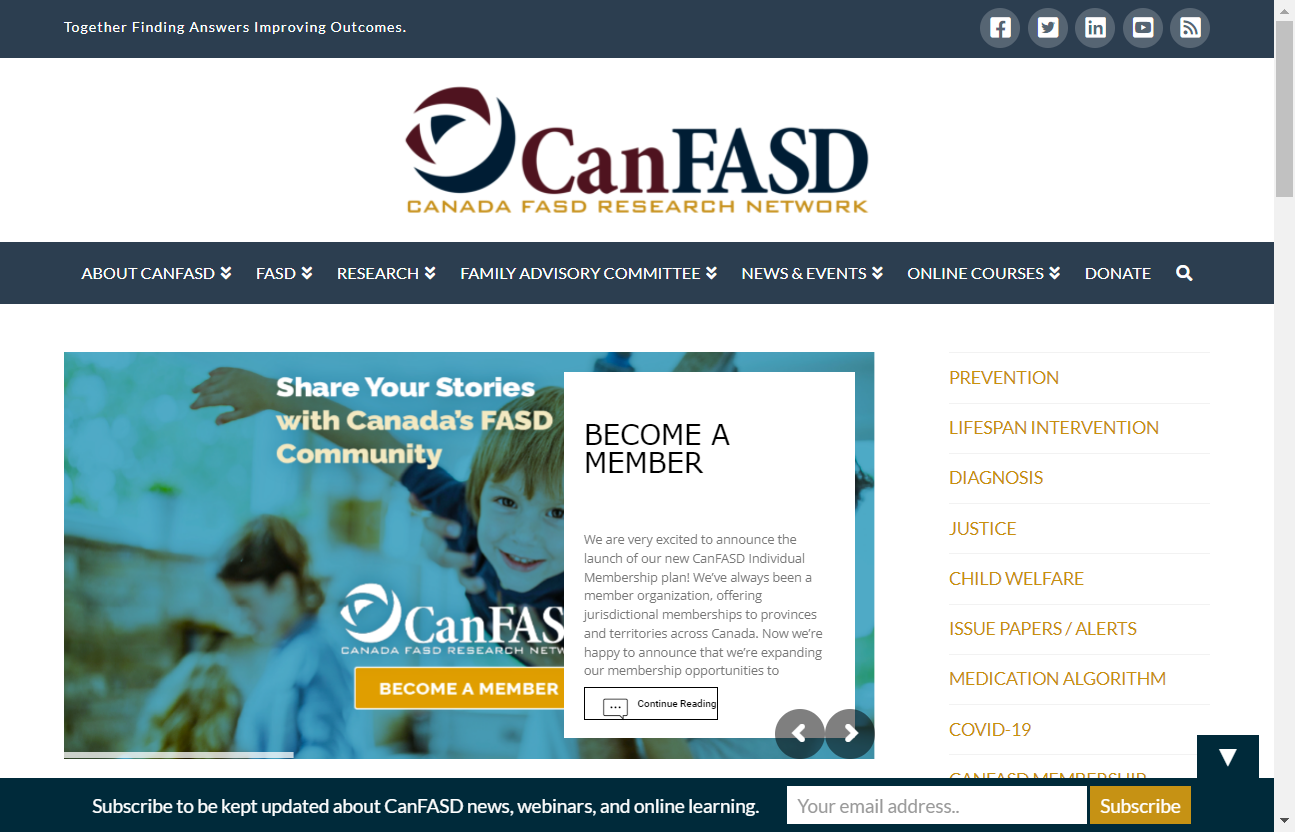 Together Finding Answers Improving Outcomes.
CanFASD
CANADA FASD RESEARCH NETWORK
ABOUT CANFASD FASD RESEARCH FAMILY ADVISORY COMMITTEE NEWS & EVENTS ONLINE COURSES DONATE
Share Your Stories
with Canada's FASD
Community
CanFAS
CANADA FASD RESEARCH
BECOME A MEMBER
BECOME A
MEMBER
We are very excited to announce the
launch of our new CanFASD Individual
Membership plan! We've always been a
member organization, offering
jurisdictional memberships to provinces
and territories across Canada. Now we're
happy to announce that we're expanding
our membership opportunities to
Continue Reading
PREVENTION
LIFESPAN INTERVENTION
DIAGNOSIS
JUSTICE
CHILD WELFARE
ISSUE PAPERS / ALERTS
MEDICATION ALGORITHM
COVID-19
CANFASD MEMBERSHIP
Subscribe to be kept updated about CanFASD news, webinars, and online learning.
Your email address..
Subscribe